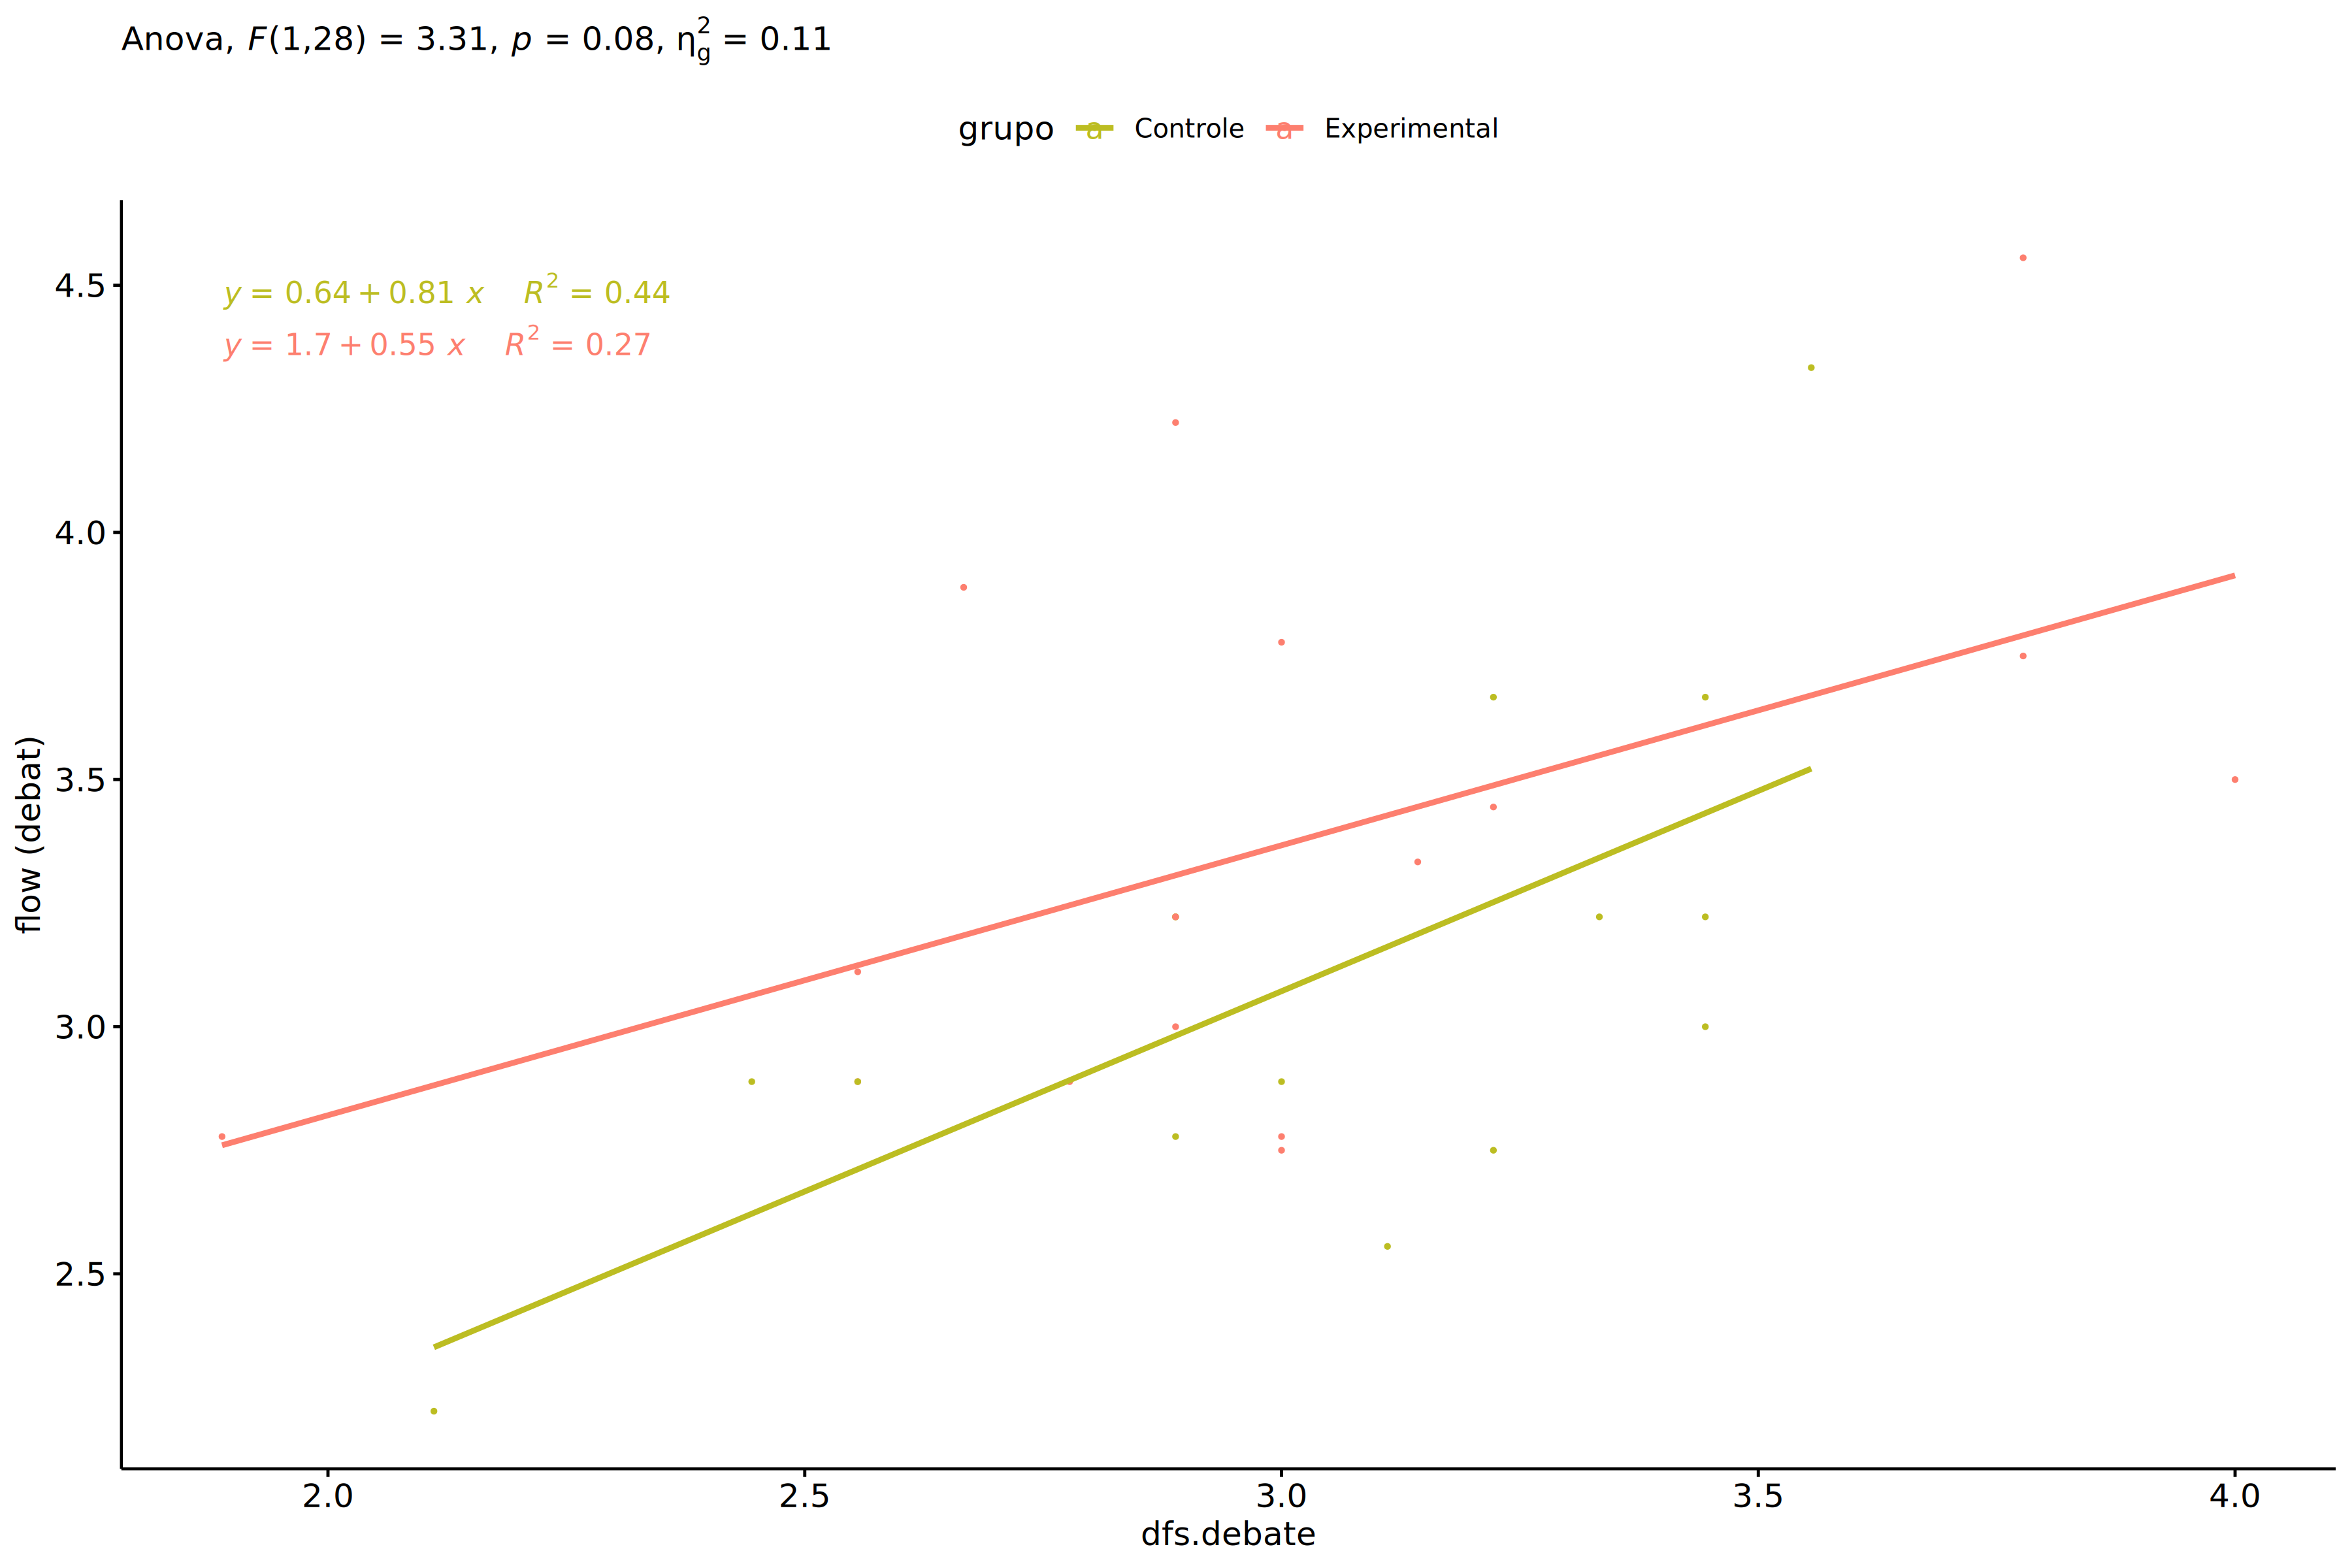 Anova, F(1,28) = 3.31, p = 0.08, η²g = 0.11
grupo a Controle a Experimental
y = 0.64 + 0.81 x R² = 0.44
y = 1.7 + 0.55 x R² = 0.27
4.5
4.0
3.5
3.0
2.5
flow (debat)
2.0 2.5 3.0 3.5 4.0
dfs.debate